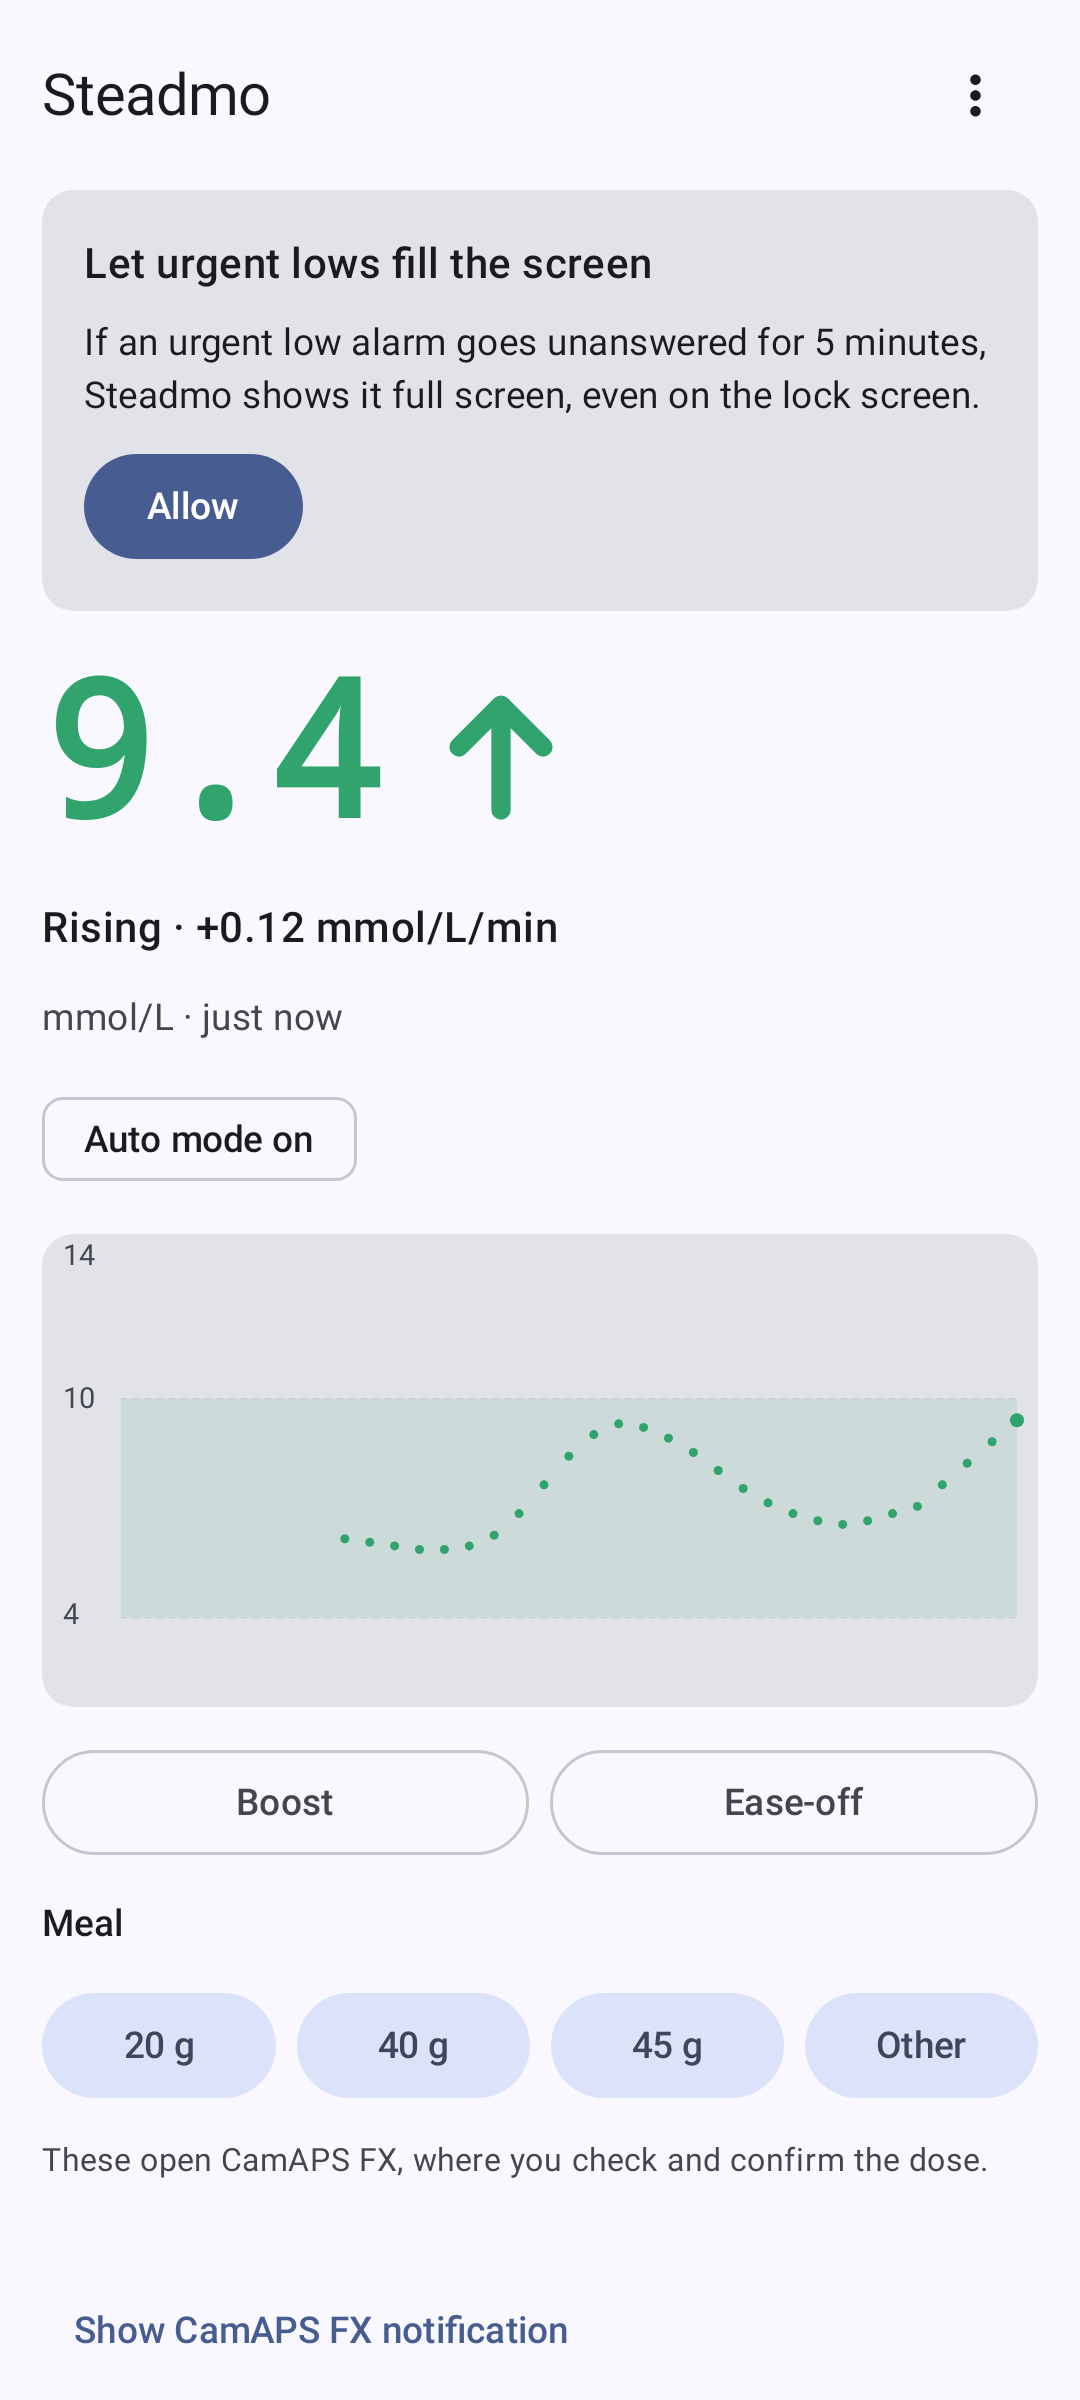 Steadmo
Let urgent lows fill the screen
If an urgent low alarm goes unanswered for 5 minutes,
Steadmo shows it full screen, even on the lock screen.
Allow
9.4
Rising · +0.12 mmol/L/min
mmol/L · just now
Auto mode on
14
10
4
Boost
Ease-off
Meal
20 g
40 g
45 g
Other
These open CamAPS FX, where you check and confirm the dose.
Show CamAPS FX notification